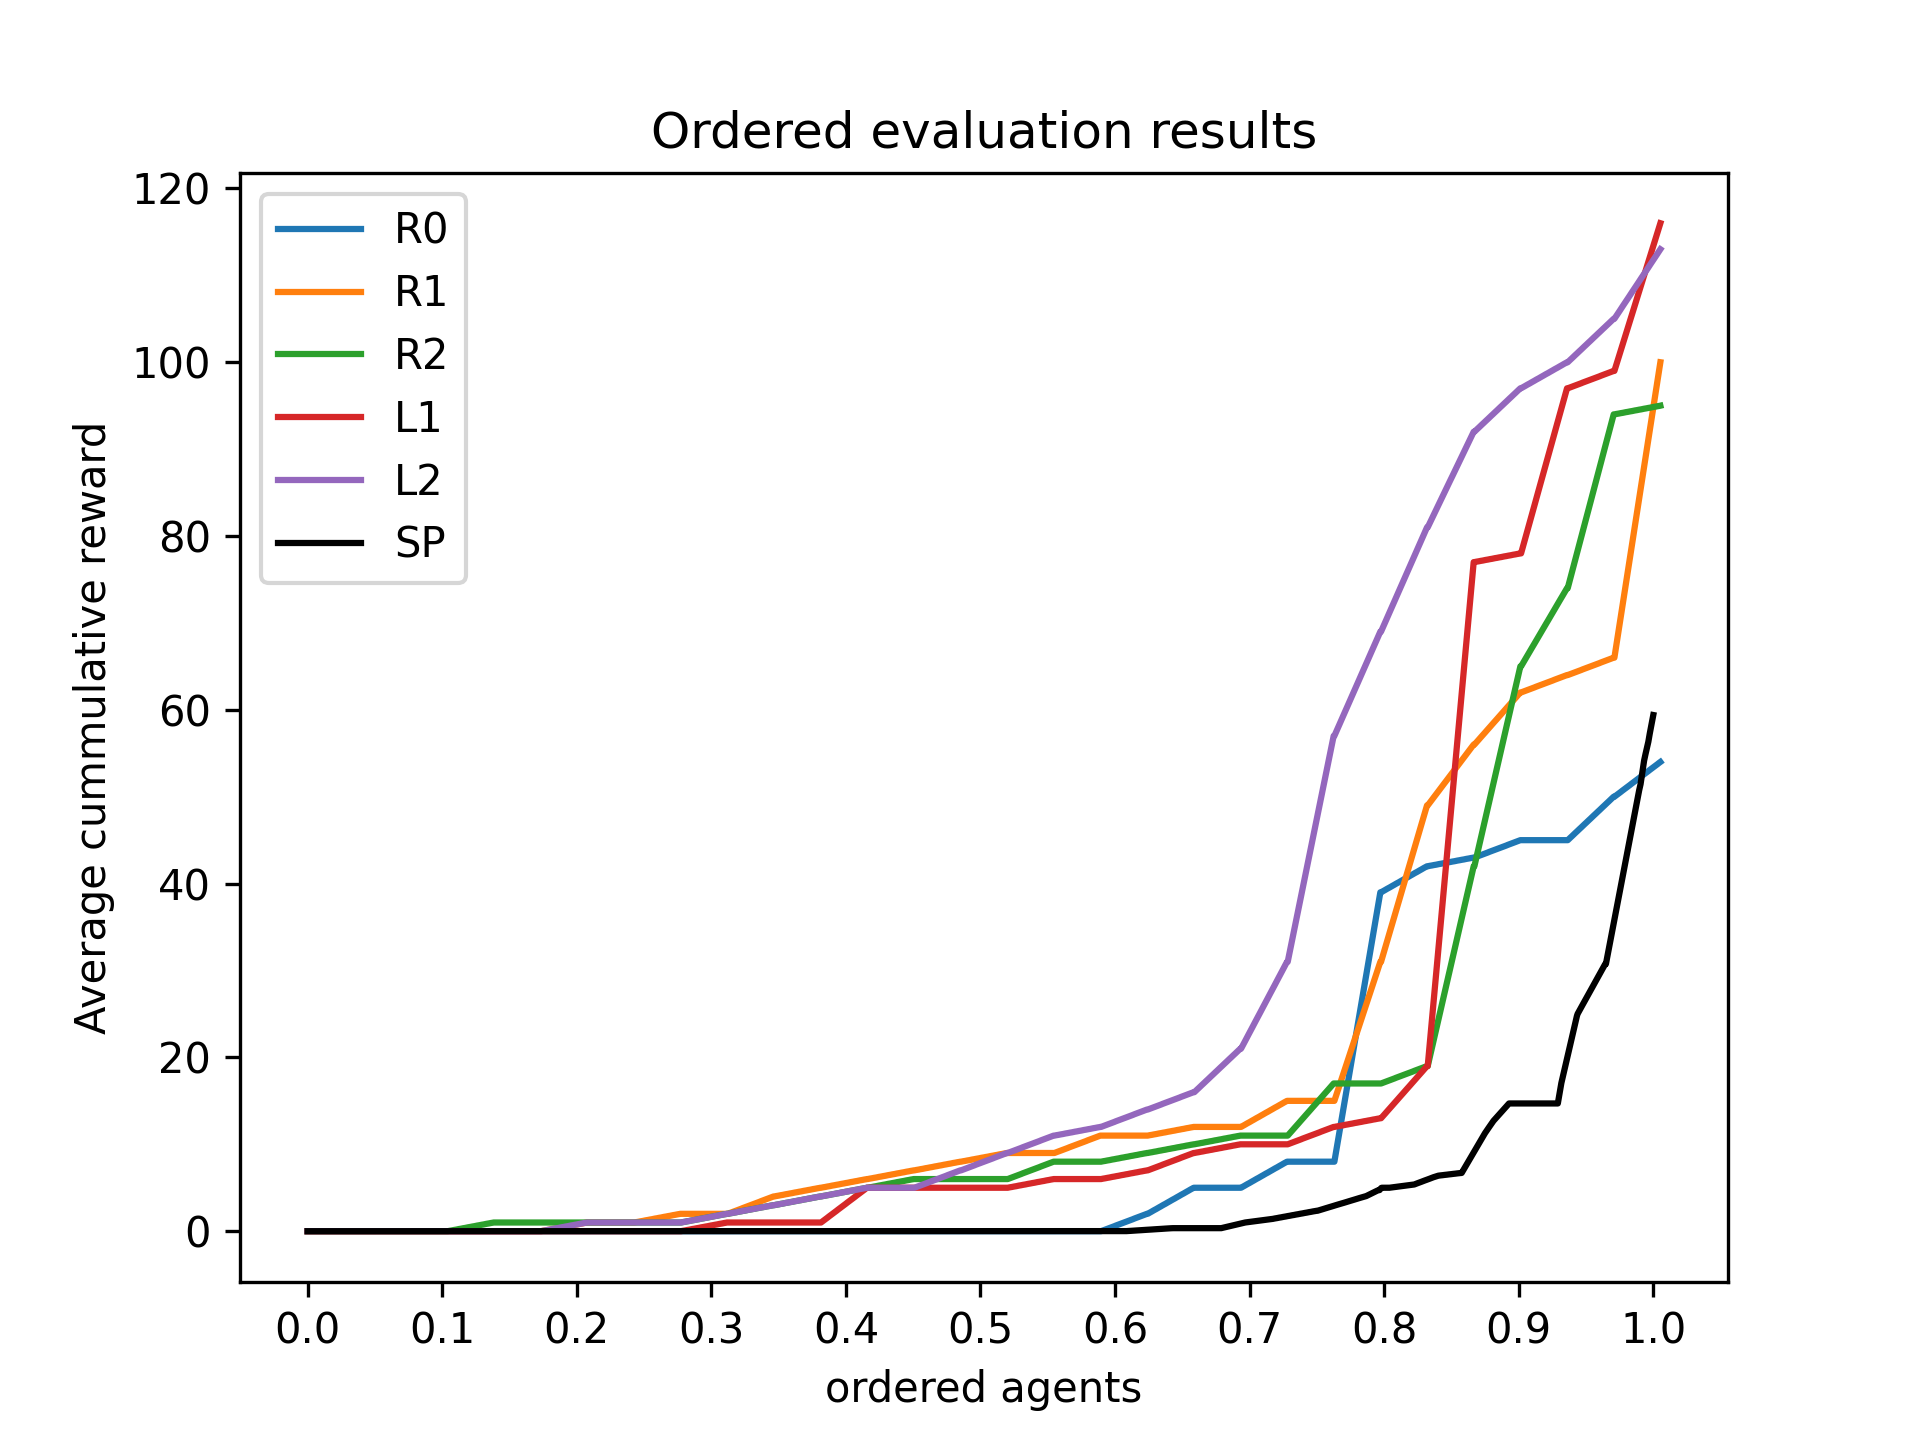 Ordered evaluation results
120
100
80
60
40
20
0
Average cummulative reward
R0
R1
R2
L1
L2
SP
0.0 0.1 0.2 0.3 0.4 0.5 0.6 0.7 0.8 0.9 1.0
ordered agents